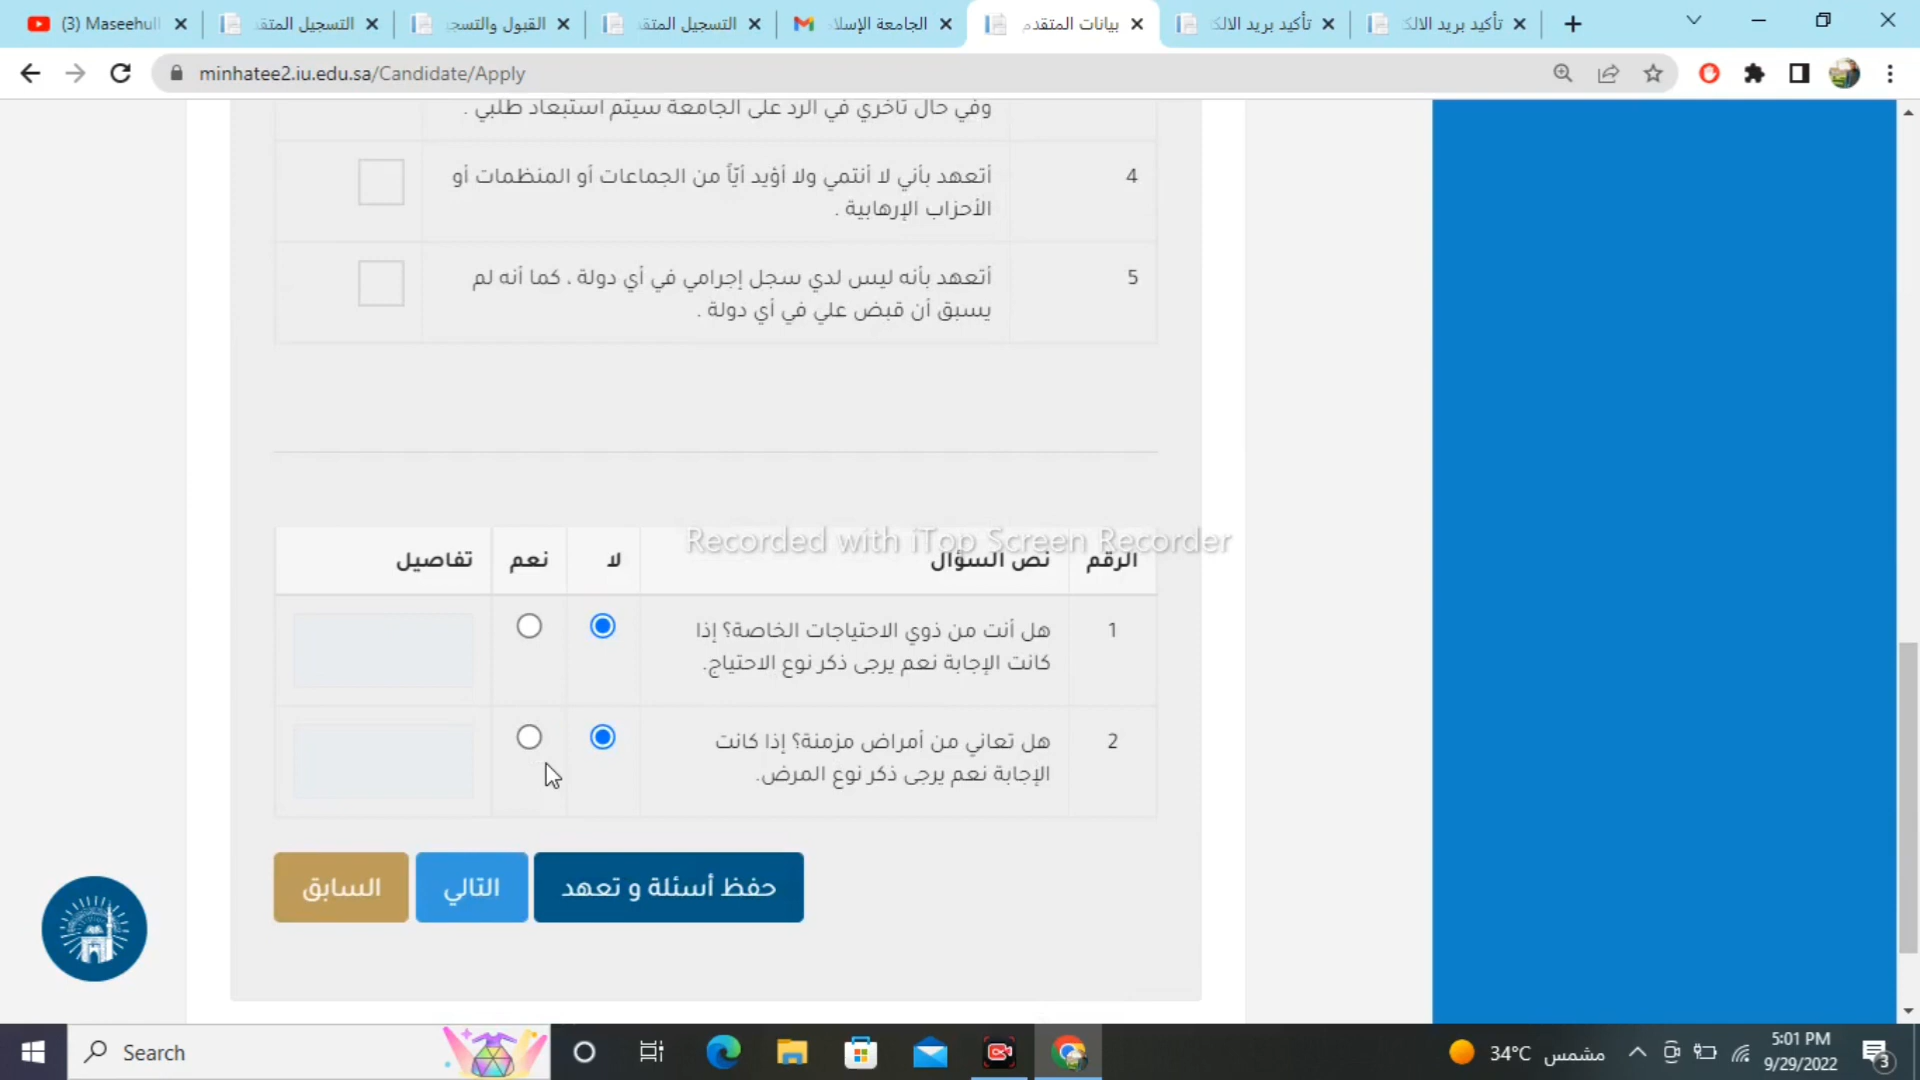 (3) Maseehull
التسجيل المتقد
القبول والتسج
التسجيل المتقد
الجامعة الإسلا
بيانات المتقدم
تأكيد بريد الالك
تأكيد بريد الالك
minhatee2.iu.edu.sa/Candidate/Apply
وفي حال تأخري في الرد على الجامعة سيتم استبعاد طلبي .
4
أتعهد بأني لا أنتمي ولا أؤيد أيّاً من الجماعات أو المنظمات أو
الأحزاب الإرهابية .
5
أتعهد بأنه ليس لدي سجل إجرامي في أي دولة ، كما أنه لم
يسبق أن قبض علي في أي دولة .
Recorded with iTop Screen Recorder
الرقم نص السؤال لا نعم تفاصيل
1
هل أنت من ذوي الاحتياجات الخاصة؟ إذا
كانت الإجابة نعم يرجى ذكر نوع الاحتياج.
2
هل تعاني من أمراض مزمنة؟ إذا كانت
الإجابة نعم يرجى ذكر نوع المرض.
حفظ أسئلة و تعهد
التالي
السابق
Search
34°C مشمس
5:01 PM
9/29/2022
3